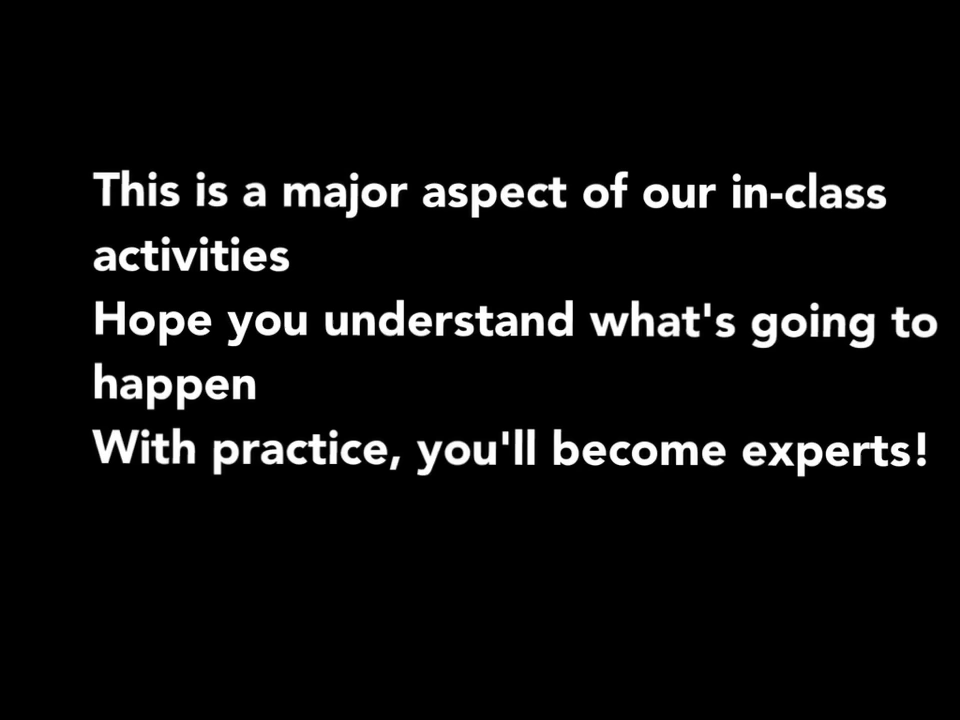 This is a major aspect of our in-class
activities
Hope you understand what's going to
happen
With practice, you'll become experts!